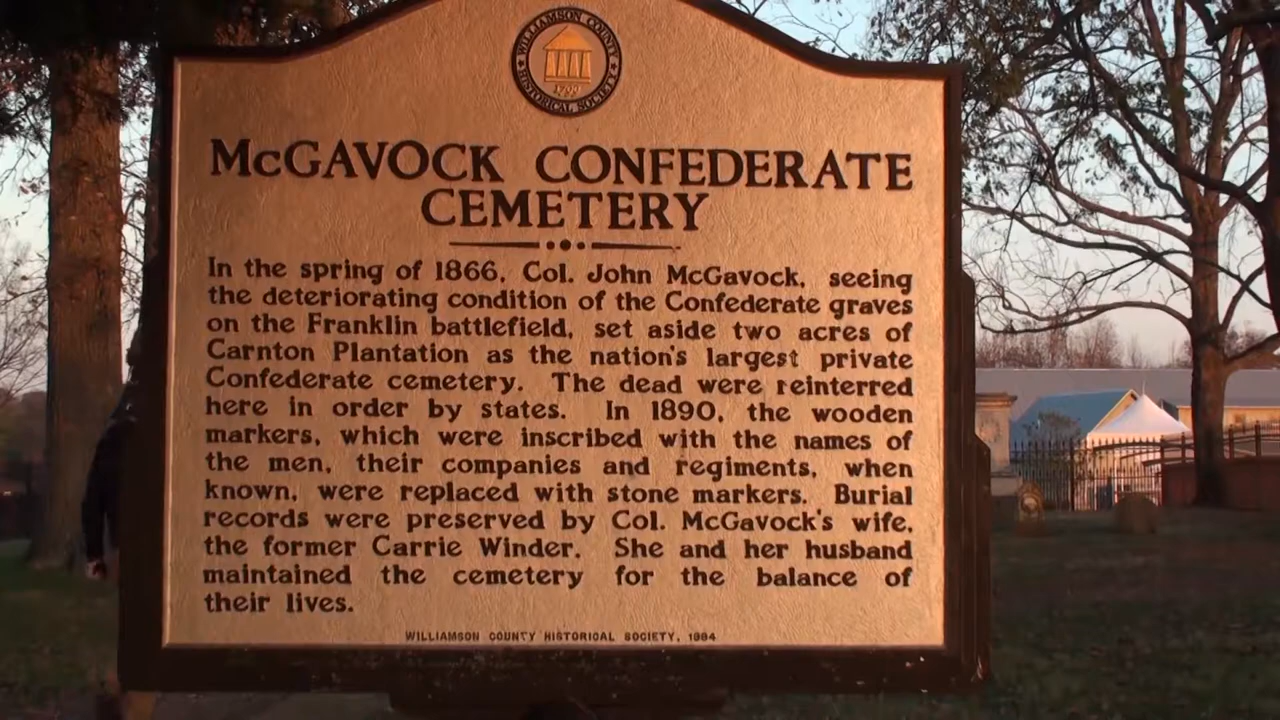 WILLIAMSON COUNTY
HISTORICAL SOCIETY
McGAVOCK CONFEDERATE
CEMETERY
In the spring of 1866, Col. John McGavock, seeing
the deteriorating condition of the Confederate graves
on the Franklin battlefield, set aside two acres of
Carnton Plantation as the nation's largest private
Confederate cemetery. The dead were reinterred
here in order by states. In 1890, the wooden
markers, which were inscribed with the names of
the men, their companies and regiments, when
known, were replaced with stone markers. Burial
records were preserved by Col. McGavock's wife,
the former Carrie Winder. She and her husband
maintained the cemetery for the balance of
their lives.
WILLIAMSON COUNTY HISTORICAL SOCIETY, 1994